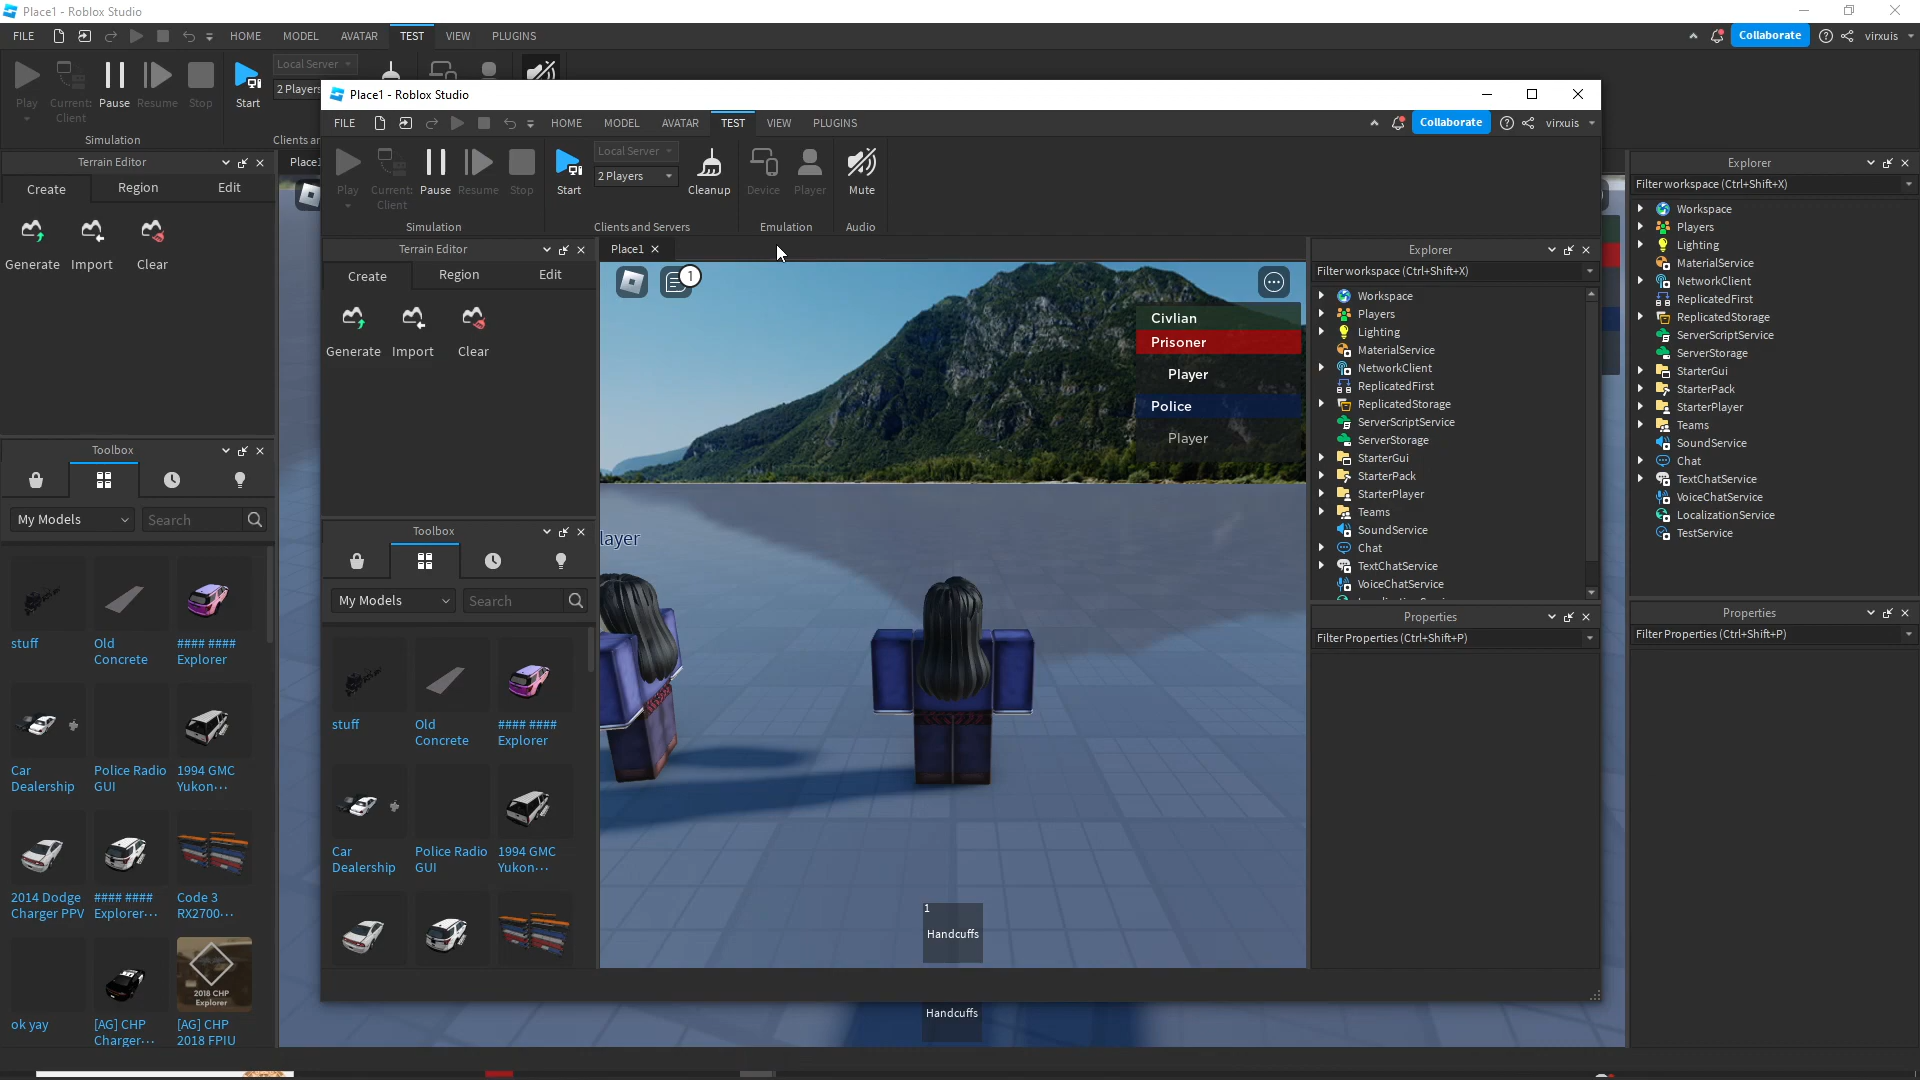 Place1 - Roblox Studio
FILE HOME MODEL AVATAR TEST VIEW PLUGINS Collaborate virxuis
Play Current: Client Pause Resume Stop Start Local Server
2 Players
Simulation Clients an
Terrain Editor
Create Region Edit
Generate Import Clear
Toolbox
My Models Search
stuff
Old Concrete
#### #### Explorer
Car Dealership
Police Radio GUI
1994 GMC Yukon...
2014 Dodge Charger PPV
#### #### Explorer...
Code 3 RX2700...
2018 CHP Explorer
ok yay
[AG] CHP Charger...
[AG] CHP 2018 FPIU
Place1
Place1 - Roblox Studio
FILE HOME MODEL AVATAR TEST VIEW PLUGINS Collaborate virxuis
Play Current: Client Pause Resume Stop Start Local Server
2 Players
Cleanup Device Player Mute
Simulation Clients and Servers Emulation Audio
Terrain Editor
Create Region Edit
Generate Import Clear
Toolbox
My Models Search
stuff
Old Concrete
#### #### Explorer
Car Dealership
Police Radio GUI
1994 GMC Yukon...
Place1
1
Civlian
Prisoner
Player
Police
Player
layer
1
Handcuffs
Handcuffs
Explorer
Filter workspace (Ctrl+Shift+X)
Workspace
Players
Lighting
MaterialService
NetworkClient
ReplicatedFirst
ReplicatedStorage
ServerScriptService
ServerStorage
StarterGui
StarterPack
StarterPlayer
Teams
SoundService
Chat
TextChatService
VoiceChatService
Properties
Filter Properties (Ctrl+Shift+P)
Explorer
Filter workspace (Ctrl+Shift+X)
Workspace
Players
Lighting
MaterialService
NetworkClient
ReplicatedFirst
ReplicatedStorage
ServerScriptService
ServerStorage
StarterGui
StarterPack
StarterPlayer
Teams
SoundService
Chat
TextChatService
VoiceChatService
LocalizationService
TestService
Properties
Filter Properties (Ctrl+Shift+P)